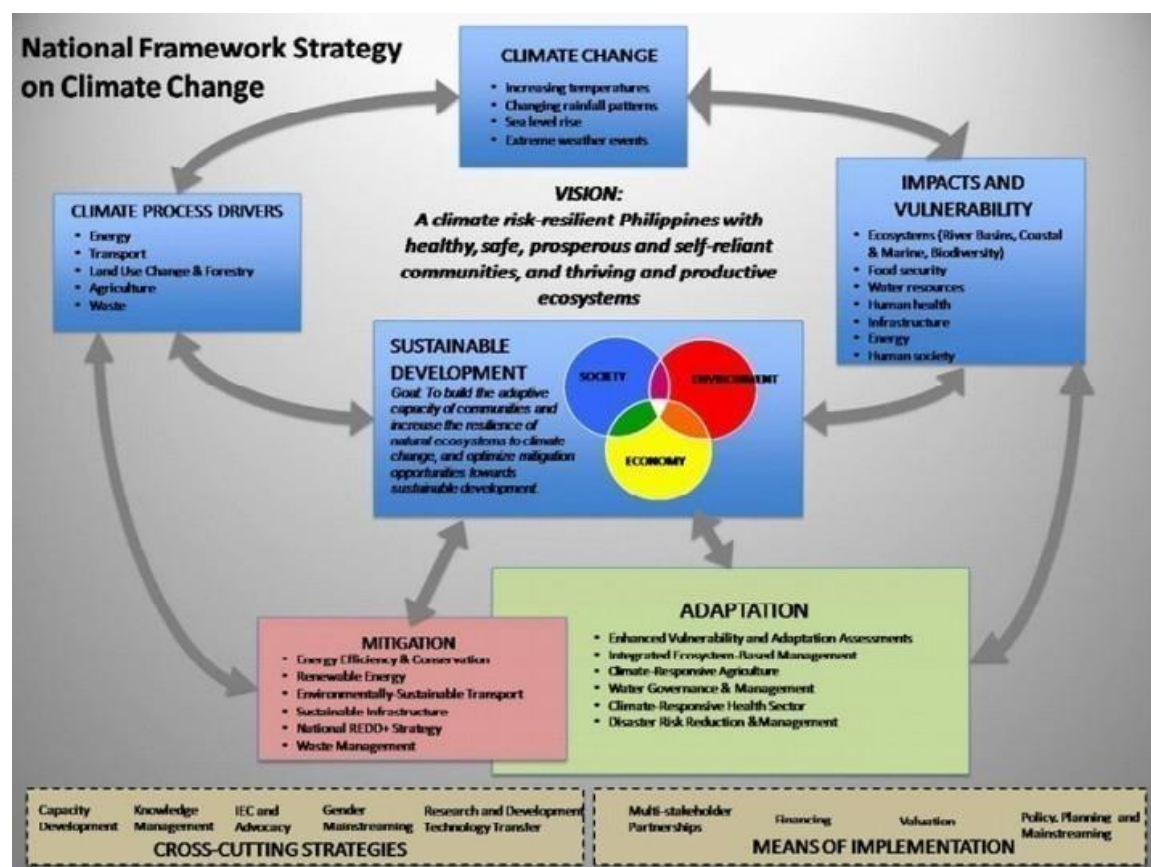 National Framework Strategy
on Climate Change
CLIMATE CHANGE
• Increasing temperatures
• Changing rainfall patterns
• Sea level rise
• Extreme weather events
CLIMATE PROCESS DRIVERS
• Energy
• Transport
• Land Use Change & Forestry
• Agriculture
• Waste
VISION:
A climate risk-resilient Philippines with
healthy, safe, prosperous and self-reliant
communities, and thriving and productive
ecosystems
IMPACTS AND
VULNERABILITY
• Ecosystems (River Basins, Coastal
& Marine, Biodiversity)
• Food security
• Water resources
• Human health
• Infrastructure
• Energy
• Human society
SUSTAINABLE
DEVELOPMENT
Goal: To build the adaptive
capacity of communities and
increase the resilience of
natural ecosystems to climate
change, and optimize mitigation
opportunities towards
sustainable development.
SOCIETY
ENVIRONMENT
ECONOMY
MITIGATION
• Energy Efficiency & Conservation
• Renewable Energy
• Environmentally-Sustainable Transport
• Sustainable Infrastructure
• National REDD+ Strategy
• Waste Management
ADAPTATION
• Enhanced Vulnerability and Adaptation Assessments
• Integrated Ecosystem-Based Management
• Climate-Responsive Agriculture
• Water Governance & Management
• Climate-Responsive Health Sector
• Disaster Risk Reduction &Management
Capacity
Development
Knowledge
Management
IEC and
Advocacy
Gender
Mainstreaming
Research and Development
Technology Transfer
CROSS-CUTTING STRATEGIES
Multi-stakeholder
Partnerships
Financing
Valuation
Policy, Planning and
Mainstreaming
MEANS OF IMPLEMENTATION